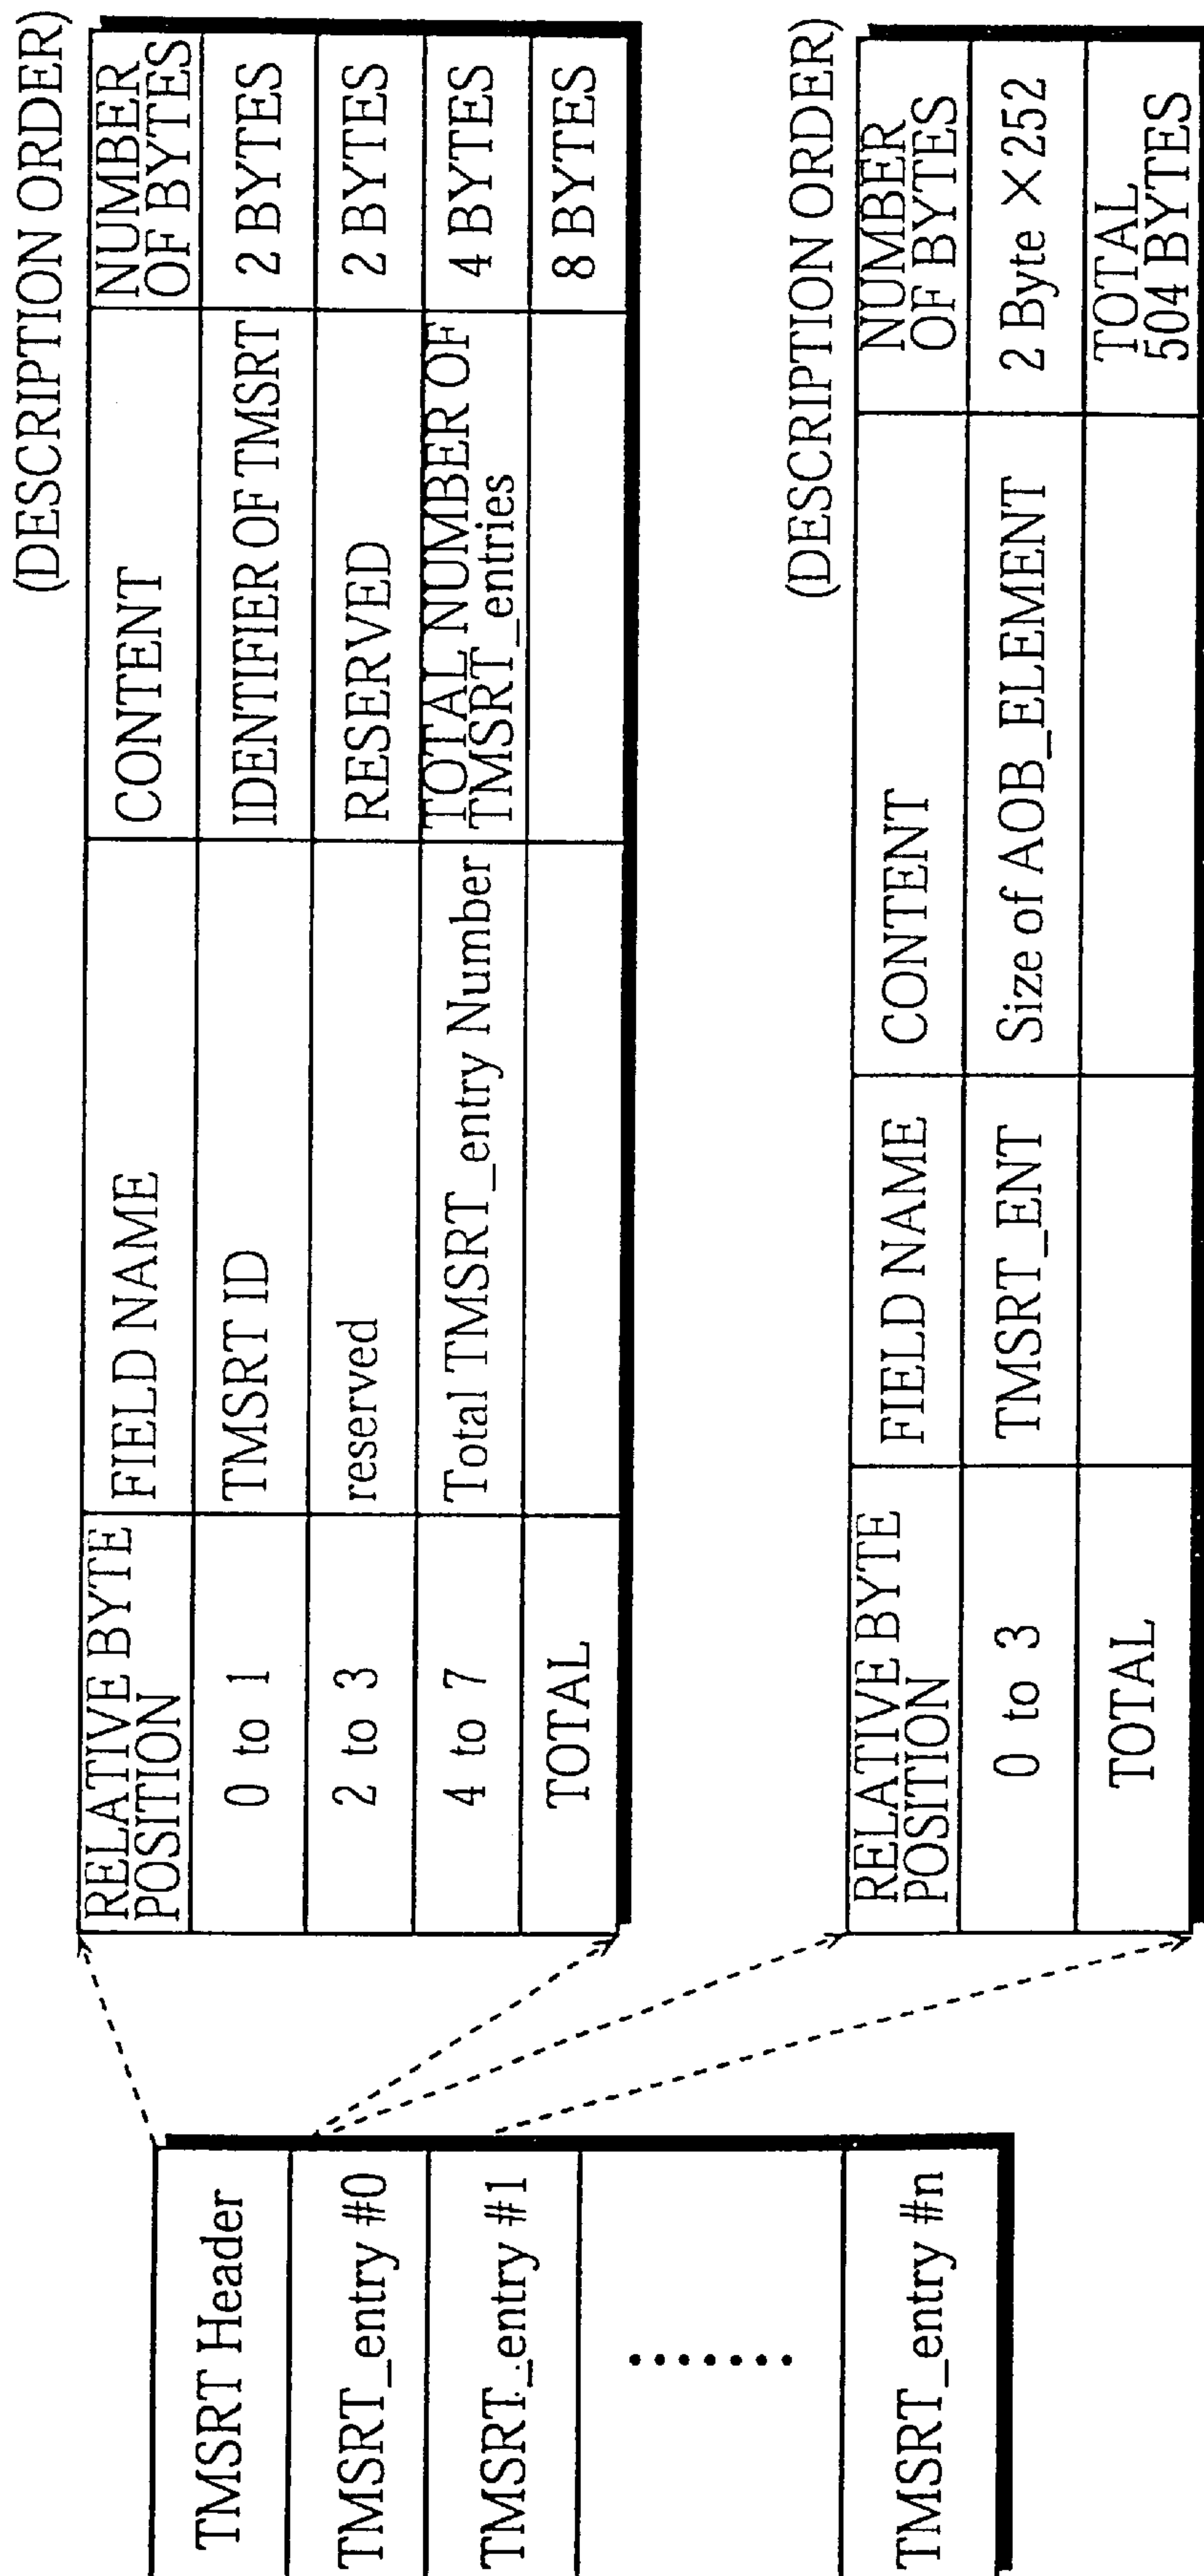 TMSRT Header
TMSRT_entry #0
TMSRT_entry #1
·······
TMSRT_entry #n
(DESCRIPTION ORDER)
RELATIVE BYTE
POSITION
FIELD NAME
CONTENT
NUMBER
OF BYTES
0 to 1
TMSRT ID
IDENTIFIER OF TMSRT
2 BYTES
2 to 3
reserved
RESERVED
2 BYTES
4 to 7
Total TMSRT_entry Number
TOTAL NUMBER OF
TMSRT_entries
4 BYTES
TOTAL
8 BYTES
(DESCRIPTION ORDER)
RELATIVE BYTE
POSITION
FIELD NAME
CONTENT
NUMBER
OF BYTES
0 to 3
TMSRT_ENT
Size of AOB_ELEMENT
2 Byte ×252
TOTAL
TOTAL
504 BYTES